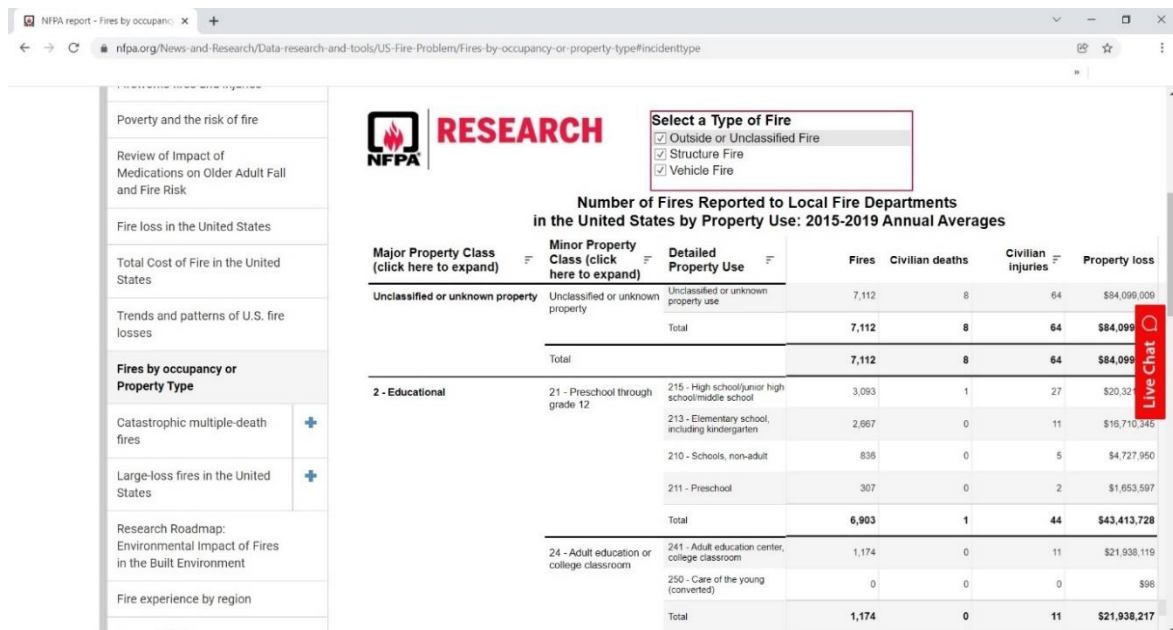 NFPA report - Fires by occupanc
nfpa.org/News-and-Research/Data-research-and-tools/US-Fire-Problem/Fires-by-occupancy-or-property-type#incidenttype
Poverty and the risk of fire
Review of Impact of
Medications on Older Adult Fall
and Fire Risk
Fire loss in the United States
Total Cost of Fire in the United
States
Trends and patterns of U.S. fire
losses
Fires by occupancy or
Property Type
Catastrophic multiple-death
fires
Large-loss fires in the United
States
Research Roadmap:
Environmental Impact of Fires
in the Built Environment
Fire experience by region
NFPA
RESEARCH
Select a Type of Fire
Outside or Unclassified Fire
Structure Fire
Vehicle Fire
Number of Fires Reported to Local Fire Departments
in the United States by Property Use: 2015-2019 Annual Averages
Major Property Class
(click here to expand)
Minor Property
Class (click
here to expand)
Detailed
Property Use
Fires
Civilian deaths
Civilian
injuries
Property loss
Unclassified or unknown property
Unclassified or unknown
property
Unclassified or unknown
property use
7,112 8 64 $84,099,009
Total 7,112 8 64 $84,099
Total 7,112 8 64 $84,099
2 - Educational
21 - Preschool through
grade 12
215 - High school/junior high
school/middle school
3,093 1 27 $20,321
213 - Elementary school,
including kindergarten
2,667 0 11 $16,710,345
210 - Schools, non-adult 836 0 5 $4,727,950
211 - Preschool 307 0 2 $1,653,597
Total 6,903 1 44 $43,413,728
24 - Adult education or
college classroom
241 - Adult education center,
college classroom
1,174 0 11 $21,938,119
250 - Care of the young
(converted)
0 0 0 $98
Total 1,174 0 11 $21,938,217
Live Chat